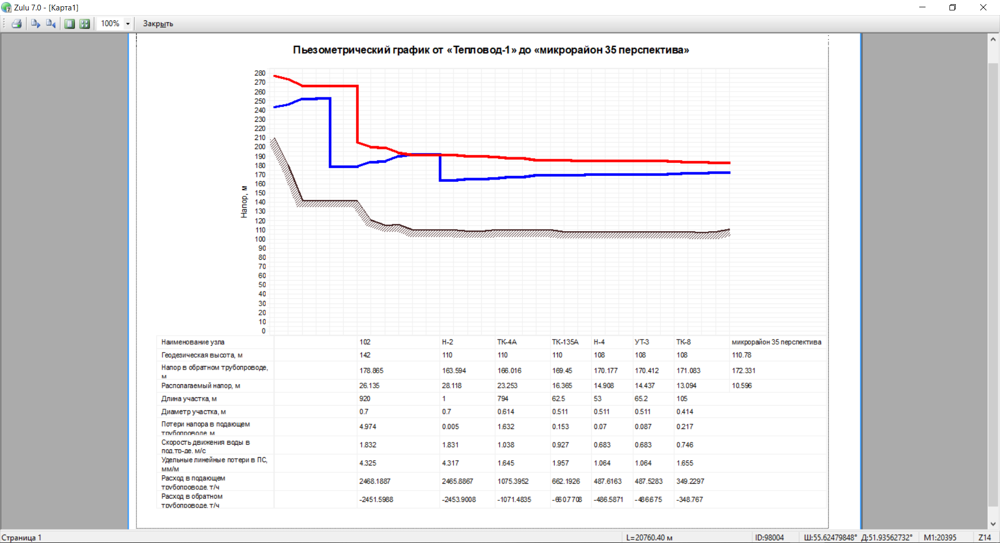 Zulu 7.0 - [Карта1]
100%
Закрыть
Пьезометрический график от «Тепловод-1» до «микрорайон 35 перспектива»
280
270
260
250
240
230
220
210
200
190
180
170
160
150
140
130
120
110
100
90
80
70
60
50
40
30
20
10
0
Напор, м
Наименование узла 102 Н-2 ТК-4А ТК-135А Н-4 УТ-3 ТК-8 микрорайон 35 перспектива
Геодезическая высота, м 142 110 110 110 108 108 108 110.78
Напор в обратном трубопроводе,
м
178.865 163.594 166.016 169.45 170.177 170.412 171.083 172.331
Располагаемый напор, м 26.135 28.118 23.253 16.365 14.908 14.437 13.094 10.596
Длина участка, м 920 1 794 62.5 53 65.2 105
Диаметр участка, м 0.7 0.7 0.614 0.511 0.511 0.511 0.414
Потери напора в подающем
трубопроводе, м
4.974 0.005 1.632 0.153 0.07 0.087 0.217
Скорость движения воды в
под.тр-де, м/с
1.832 1.831 1.038 0.927 0.683 0.683 0.746
Удельные линейные потери в ПС,
мм/м
4.325 4.317 1.645 1.957 1.064 1.064 1.655
Расход в подающем
трубопроводе, т/ч
2468.1887 2465.8867 1075.3952 662.1926 487.6163 487.5283 349.2297
Расход в обратном
трубопроводе, т/ч
-2451.5988 -2453.9008 -1071.4835 -660.7708 -486.5871 -486.675 -348.767
Страница 1
L=20760.40 м
ID:98004
Ш:55.62479848° Д:51.93562732°
М1:20395
Z14